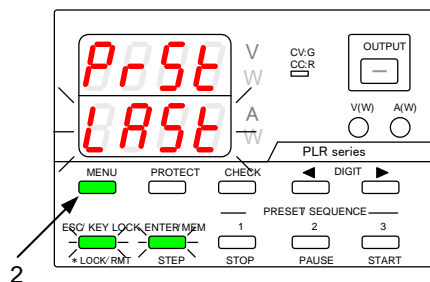 PrSt
V
W
CV:G
CC:R
OUTPUT
LASt
A
W
V(W) A(W)
PLR series
MENU PROTECT CHECK ◀ DIGIT ▶
PRESET/ SEQUENCE
ESC/ KEY LOCK ENTER/MEM 1 2 3
* LOCK/ RMT STEP STOP PAUSE START
2